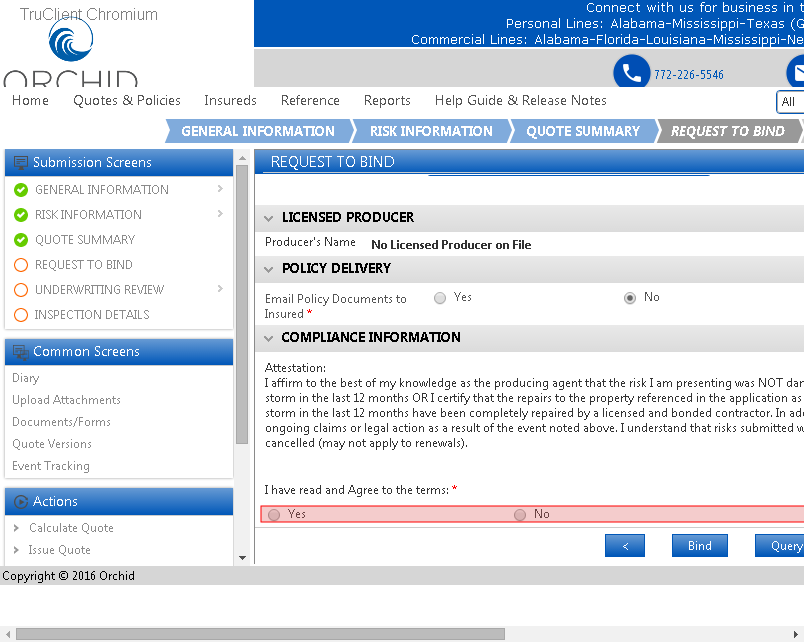 TruClient Chromium
ORCHID
Connect with us for business in t
Personal Lines: Alabama-Mississippi-Texas (G
Commercial Lines: Alabama-Florida-Louisiana-Mississippi-Ne
772-226-5546
Home Quotes & Policies Insureds Reference Reports Help Guide & Release Notes All
GENERAL INFORMATION RISK INFORMATION QUOTE SUMMARY REQUEST TO BIND
Submission Screens
GENERAL INFORMATION
RISK INFORMATION
QUOTE SUMMARY
REQUEST TO BIND
UNDERWRITING REVIEW
INSPECTION DETAILS
Common Screens
Diary
Upload Attachments
Documents/Forms
Quote Versions
Event Tracking
Actions
Calculate Quote
Issue Quote
REQUEST TO BIND
LICENSED PRODUCER
Producer's Name No Licensed Producer on File
POLICY DELIVERY
Email Policy Documents to
Insured * Yes No
COMPLIANCE INFORMATION
Attestation:
I affirm to the best of my knowledge as the producing agent that the risk I am presenting was NOT dar
storm in the last 12 months OR I certify that the repairs to the property referenced in the application as
storm in the last 12 months have been completely repaired by a licensed and bonded contractor. In ad
ongoing claims or legal action as a result of the event noted above. I understand that risks submitted w
cancelled (may not apply to renewals).
I have read and Agree to the terms: *
Yes No
< Bind Query
Copyright © 2016 Orchid